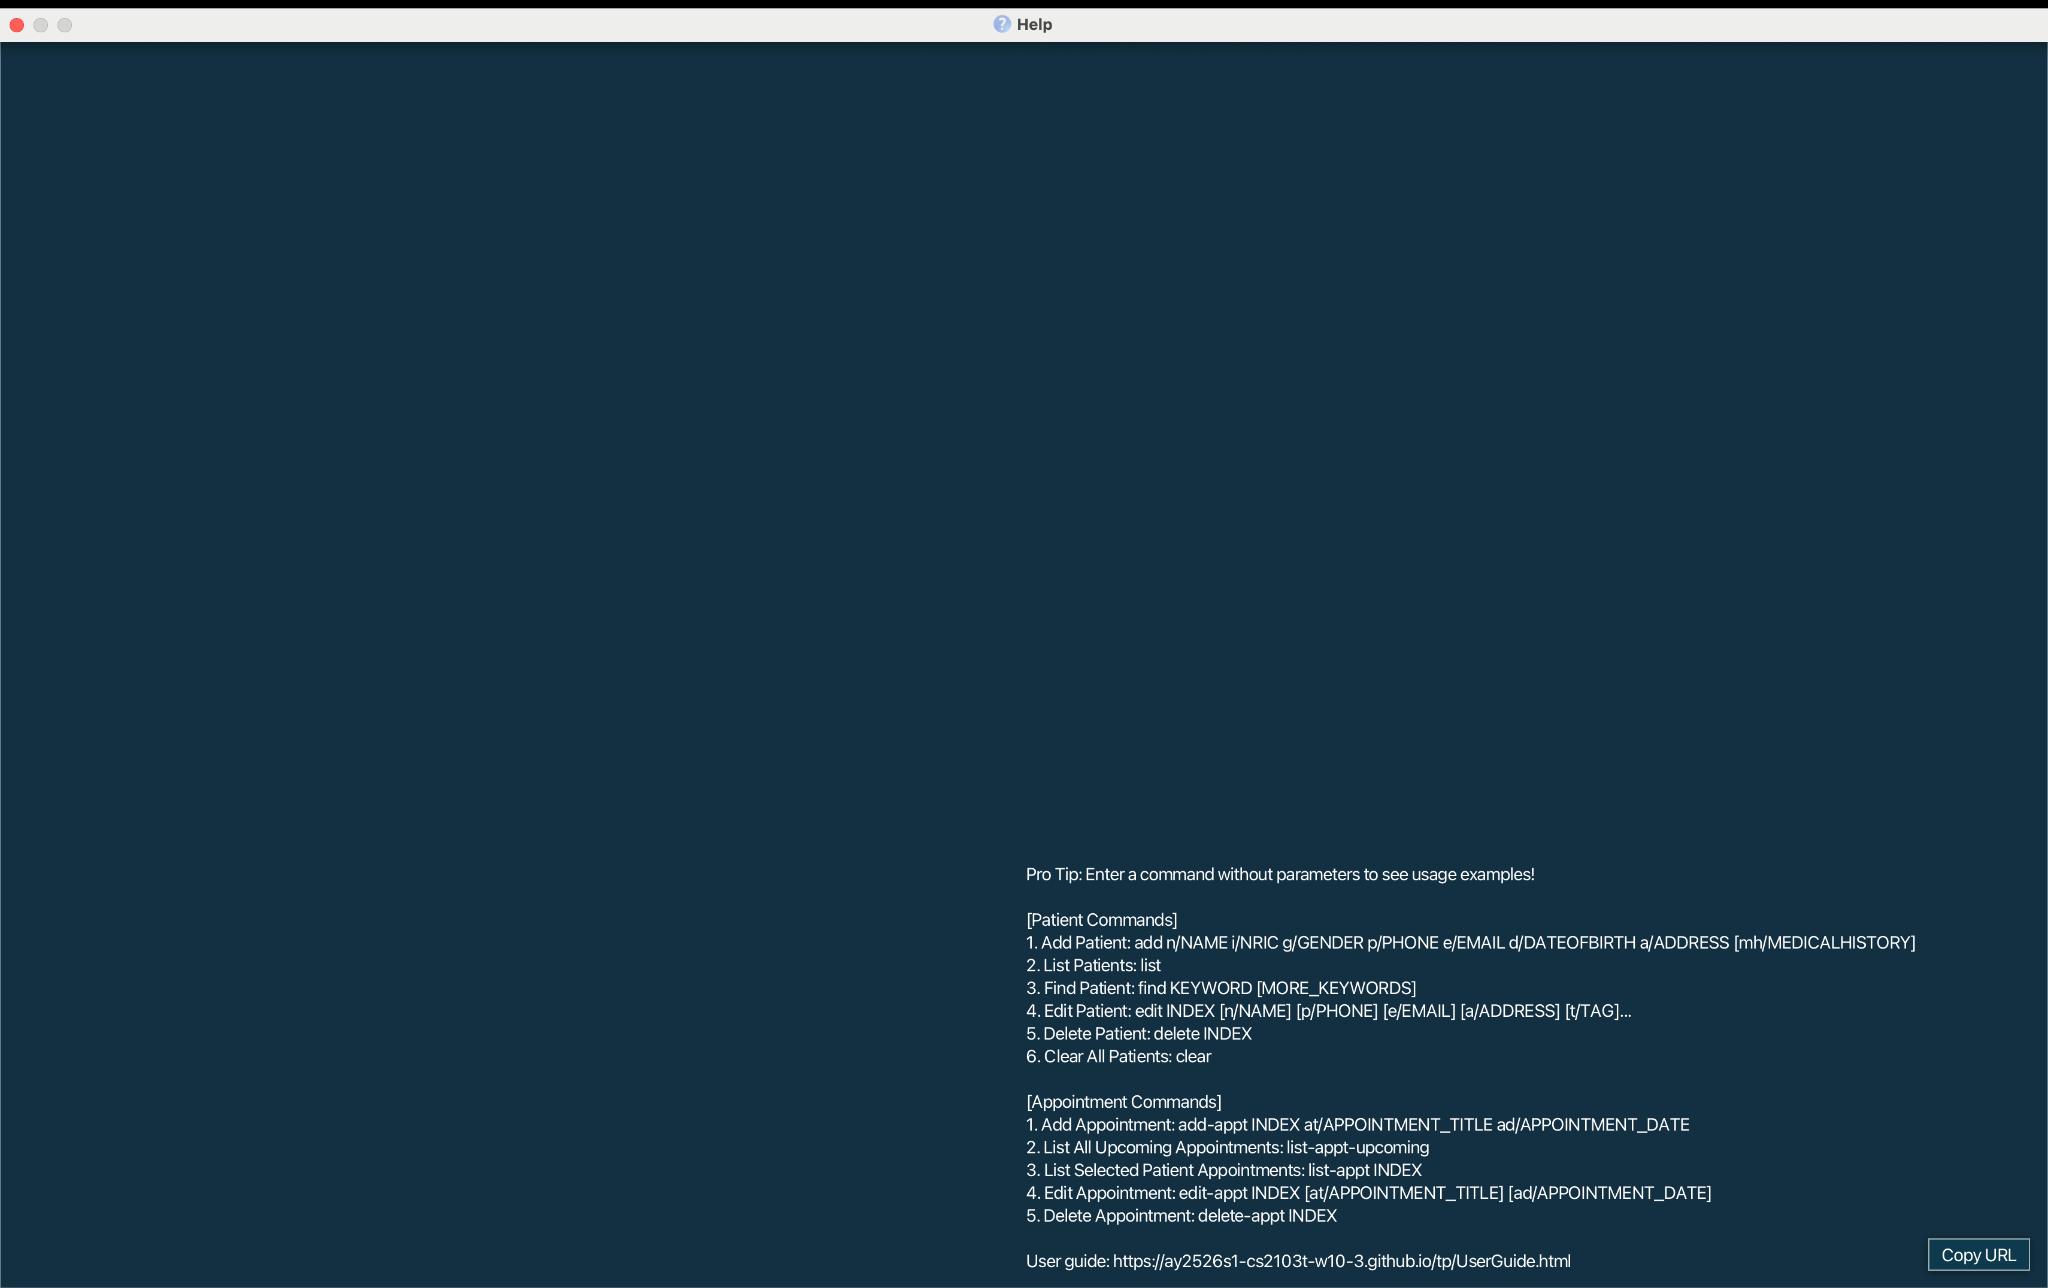 Help
Pro Tip: Enter a command without parameters to see usage examples!
[Patient Commands]
1. Add Patient: add n/NAME i/NRIC g/GENDER p/PHONE e/EMAIL d/DATEOFBIRTH a/ADDRESS [mh/MEDICALHISTORY]
2. List Patients: list
3. Find Patient: find KEYWORD [MORE_KEYWORDS]
4. Edit Patient: edit INDEX [n/NAME] [p/PHONE] [e/EMAIL] [a/ADDRESS] [t/TAG]...
5. Delete Patient: delete INDEX
6. Clear All Patients: clear
[Appointment Commands]
1. Add Appointment: add-appt INDEX at/APPOINTMENT_TITLE ad/APPOINTMENT_DATE
2. List All Upcoming Appointments: list-appt-upcoming
3. List Selected Patient Appointments: list-appt INDEX
4. Edit Appointment: edit-appt INDEX [at/APPOINTMENT_TITLE] [ad/APPOINTMENT_DATE]
5. Delete Appointment: delete-appt INDEX
User guide: https://ay2526s1-cs2103t-w10-3.github.io/tp/UserGuide.html
Copy URL